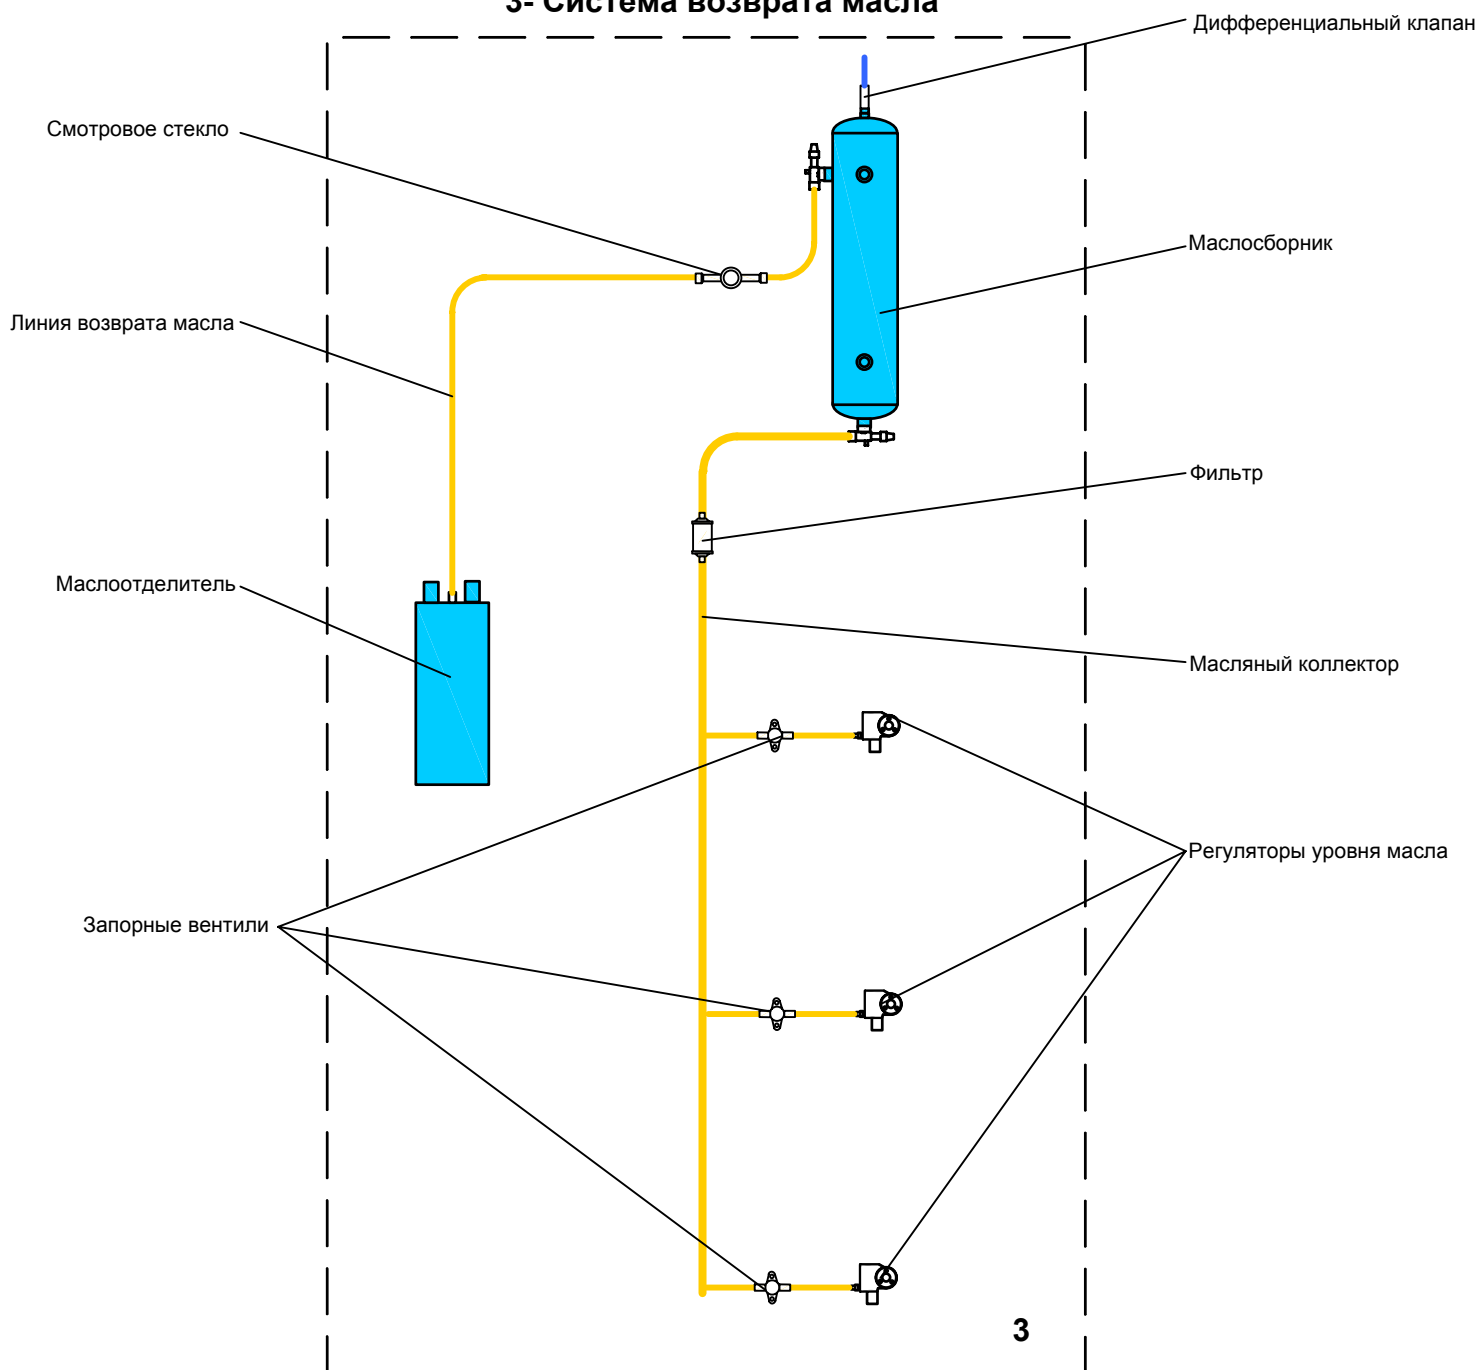 3- Система возврата масла
Дифференциальный клапан
Смотровое стекло
Маслосборник
Линия возврата масла
Фильтр
Маслоотделитель
Масляный коллектор
Регуляторы уровня масла
Запорные вентили
3